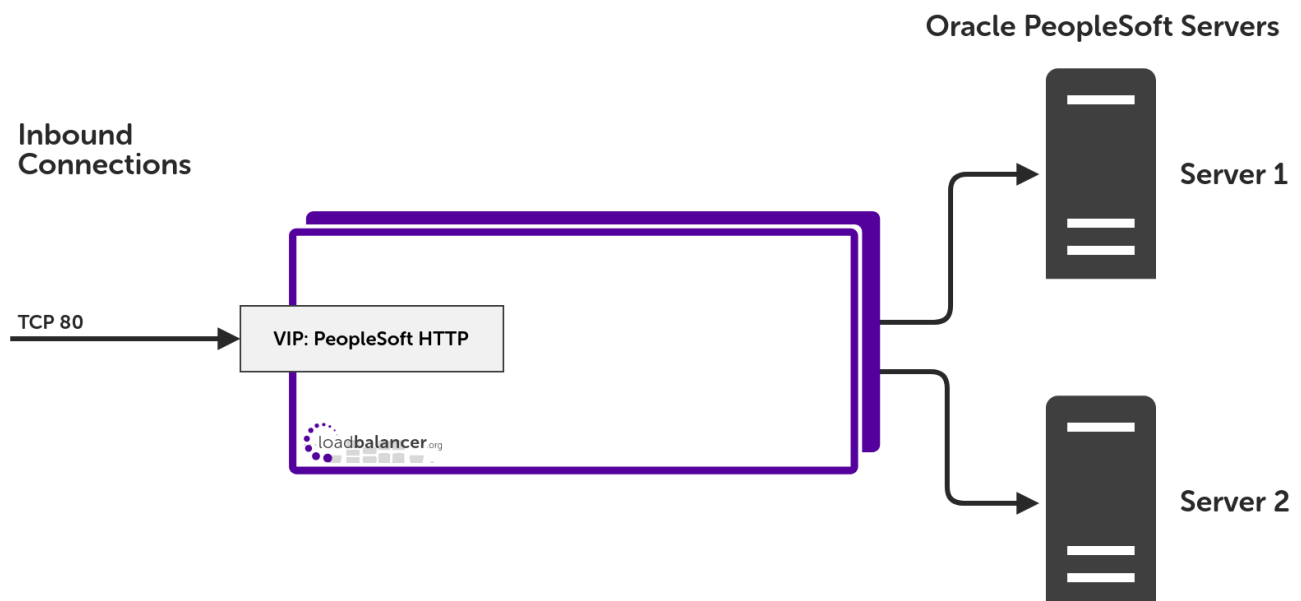 Oracle PeopleSoft Servers
Inbound
Connections
Server 1
TCP 80
VIP: PeopleSoft HTTP
loadbalancer.org
Server 2